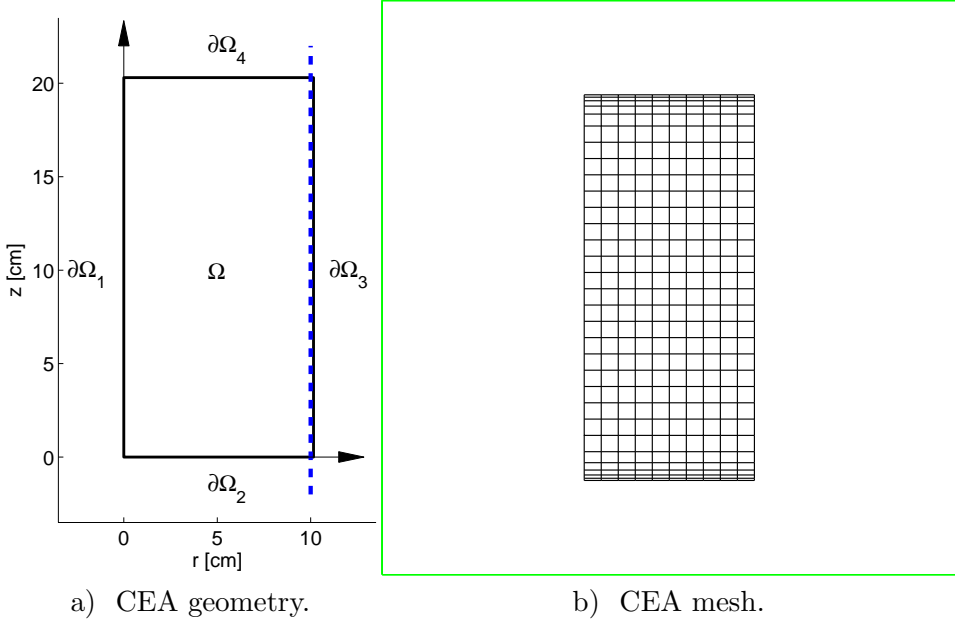 ∂Ω4
20
15
z [cm]
10
∂Ω1
Ω
∂Ω3
5
0
∂Ω2
0 5 10
r [cm]
a) CEA geometry.
b) CEA mesh.